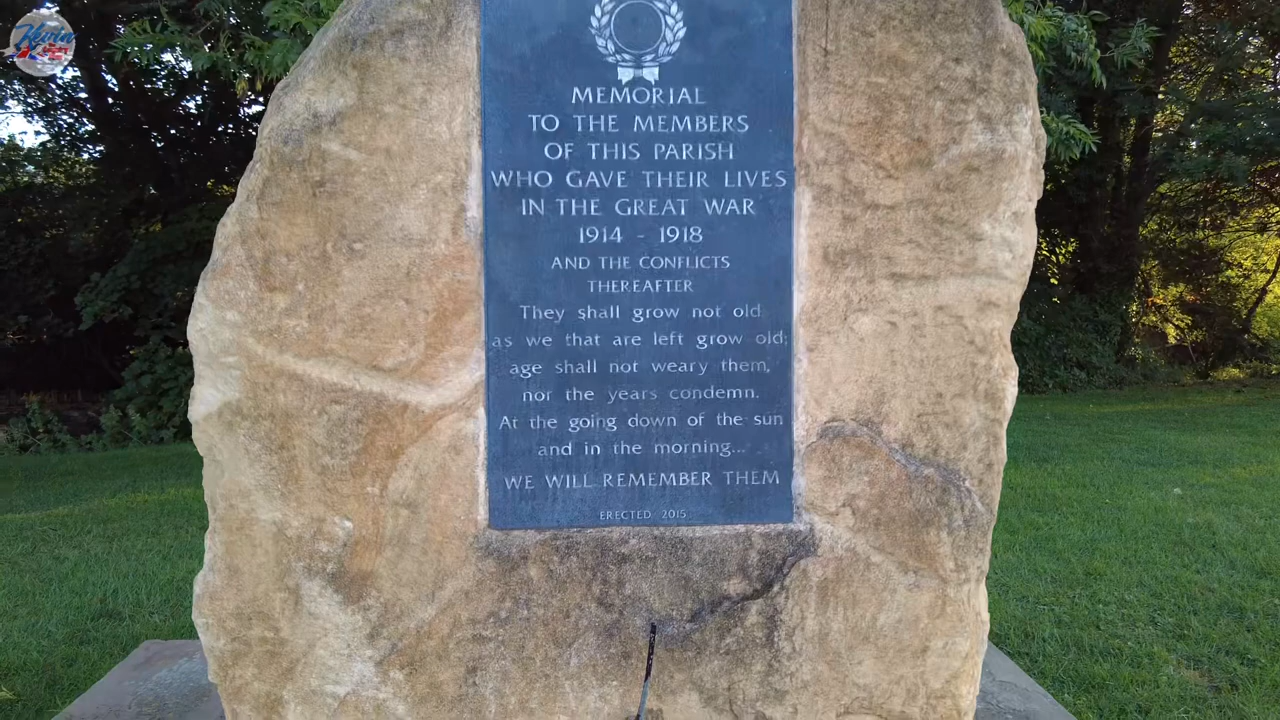 Kevin
MEMORIAL
TO THE MEMBERS
OF THIS PARISH
WHO GAVE THEIR LIVES
IN THE GREAT WAR
1914 - 1918
AND THE CONFLICTS
THEREAFTER
They shall grow not old
as we that are left grow old;
age shall not weary them,
nor the years condemn.
At the going down of the sun
and in the morning...
WE WILL REMEMBER THEM
ERECTED 2015